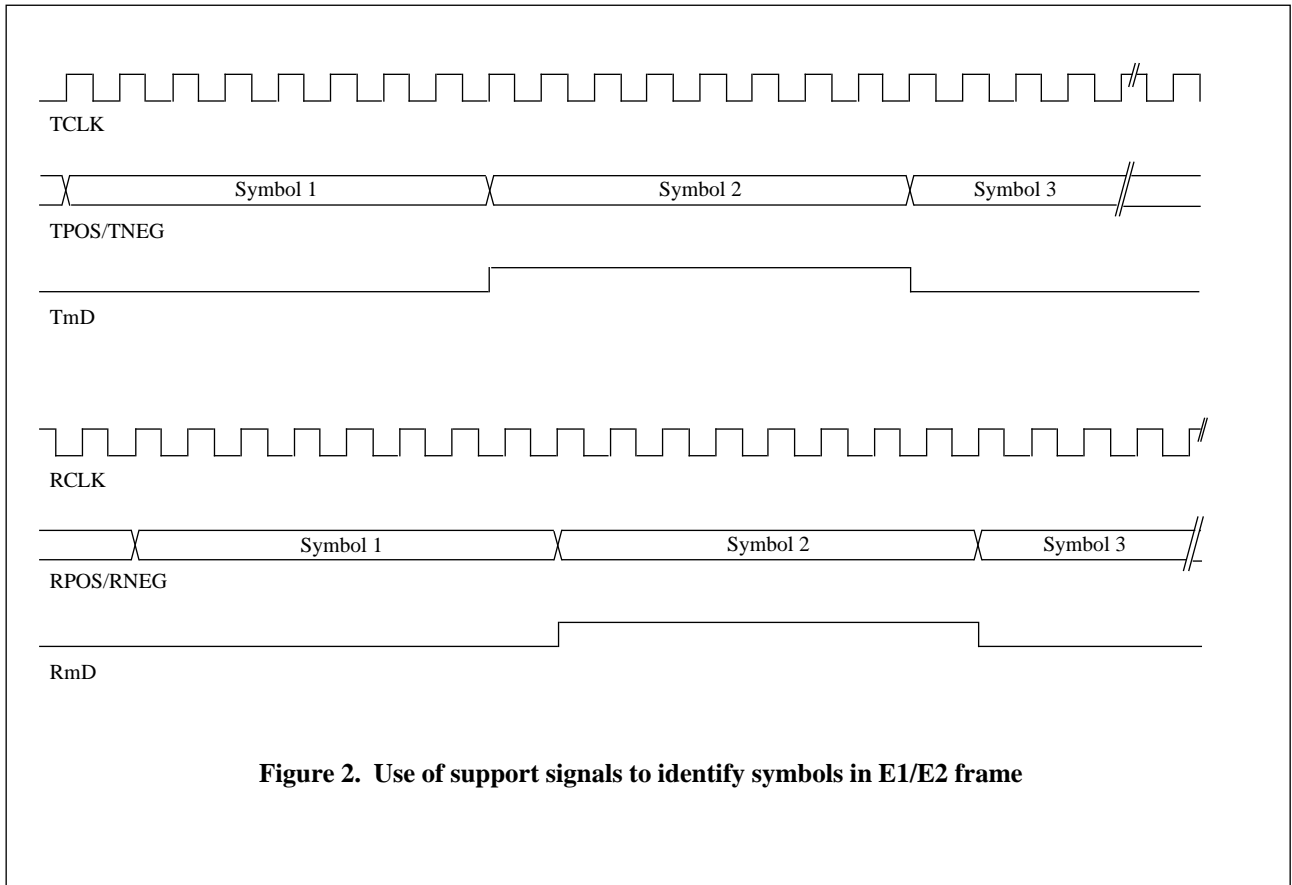 TCLK
Symbol 1 Symbol 2 Symbol 3
TPOS/TNEG
TmD
RCLK
Symbol 1 Symbol 2 Symbol 3
RPOS/RNEG
RmD
Figure 2. Use of support signals to identify symbols in E1/E2 frame